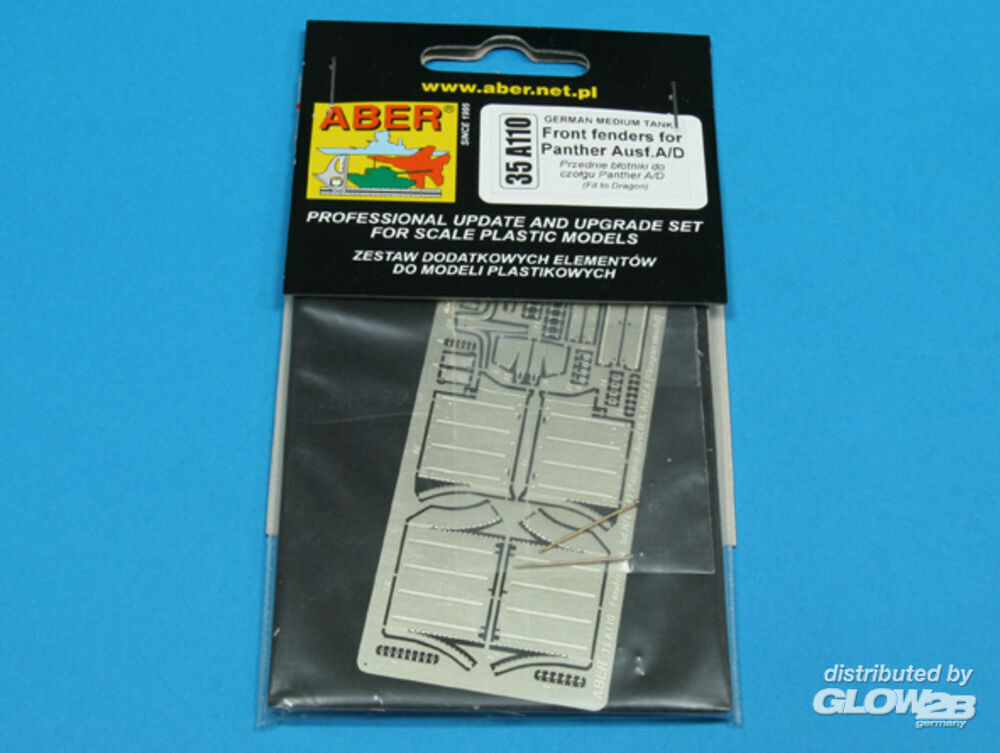 www.aber.net.pl
ABER®
SINCE 1995
35 A110
GERMAN MEDIUM TANK
Front fenders for
Panther Ausf.A/D
Przednie błotniki do
czołgu Panther A/D
(Fit to Dragon)
PROFESSIONAL UPDATE AND UPGRADE SET
FOR SCALE PLASTIC MODELS
ZESTAW DODATKOWYCH ELEMENTÓW
DO MODELI PLASTIKOWYCH
ABER
distributed by
GLOW2B
germany